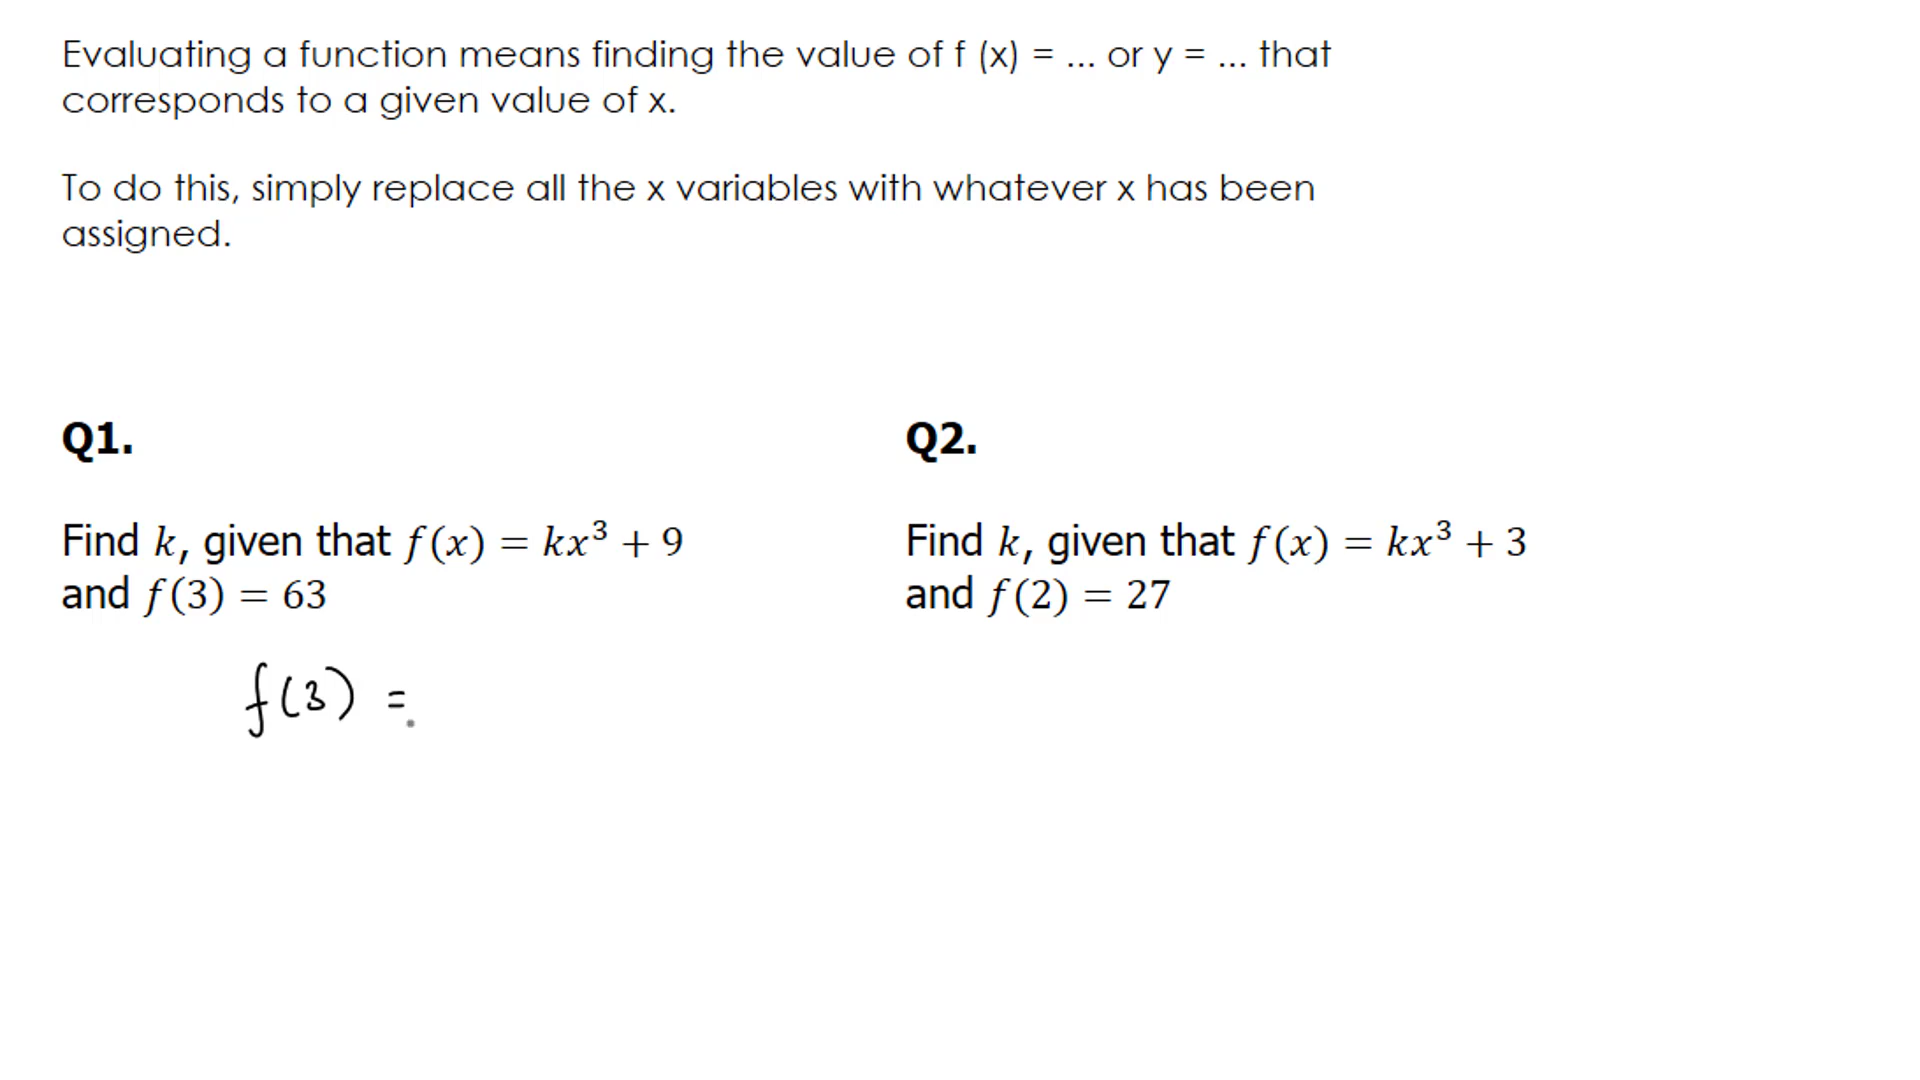 Evaluating a function means finding the value of f (x) = ... or y = ... that
corresponds to a given value of x.
To do this, simply replace all the x variables with whatever x has been
assigned.
Q1.
Find k, given that f(x) = kx³ + 9
and f(3) = 63
f(3) =
Q2.
Find k, given that f(x) = kx³ + 3
and f(2) = 27